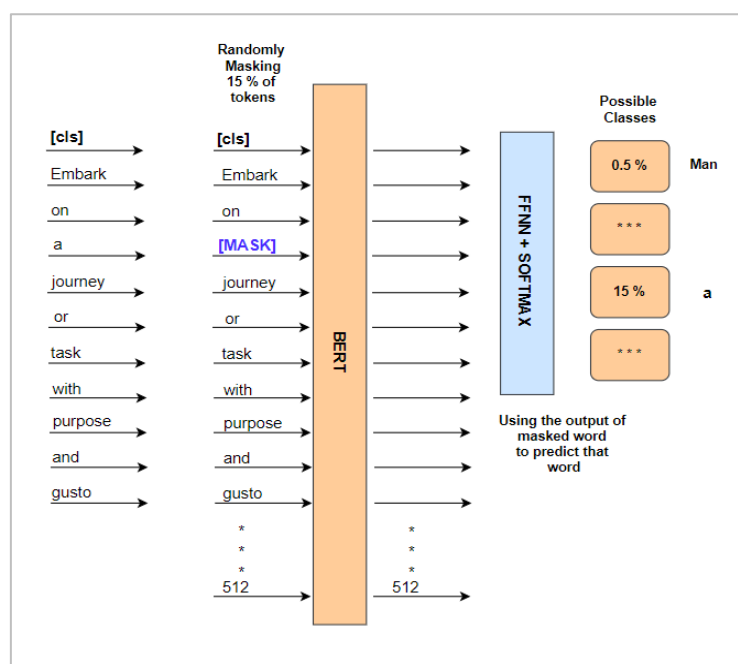 Randomly
Masking
15 % of
tokens
Possible
Classes
[cls]
Embark
on
a
journey
or
task
with
purpose
and
gusto
[cls]
Embark
on
[MASK]
journey
or
task
with
purpose
and
gusto
*
*
*
512
BERT
*
*
*
512
FFNN + SOFTMAX
Using the output of
masked word
to predict that
word
0.5 %
Man
* * *
15 %
a
* * *